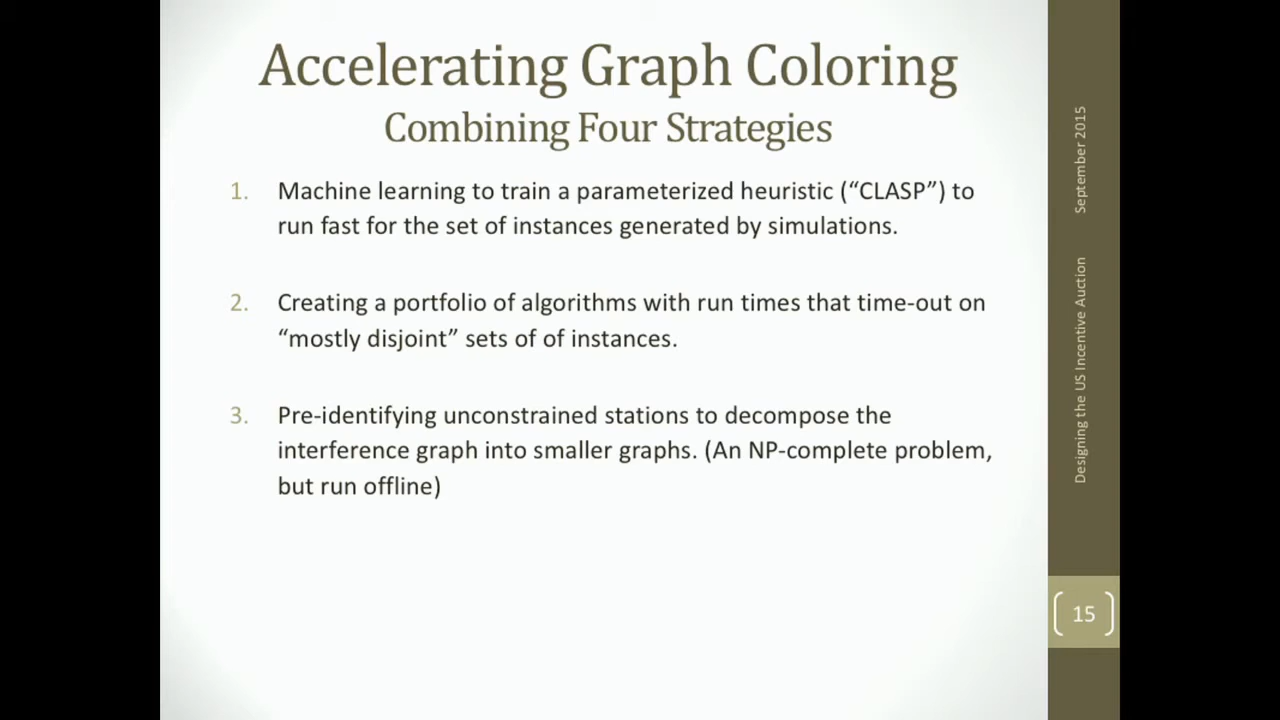 Accelerating Graph Coloring
Combining Four Strategies
1. Machine learning to train a parameterized heuristic (“CLASP”) to
run fast for the set of instances generated by simulations.
2. Creating a portfolio of algorithms with run times that time-out on
“mostly disjoint” sets of of instances.
3. Pre-identifying unconstrained stations to decompose the
interference graph into smaller graphs. (An NP-complete problem,
but run offline)
Designing the US Incentive Auction September 2015
15